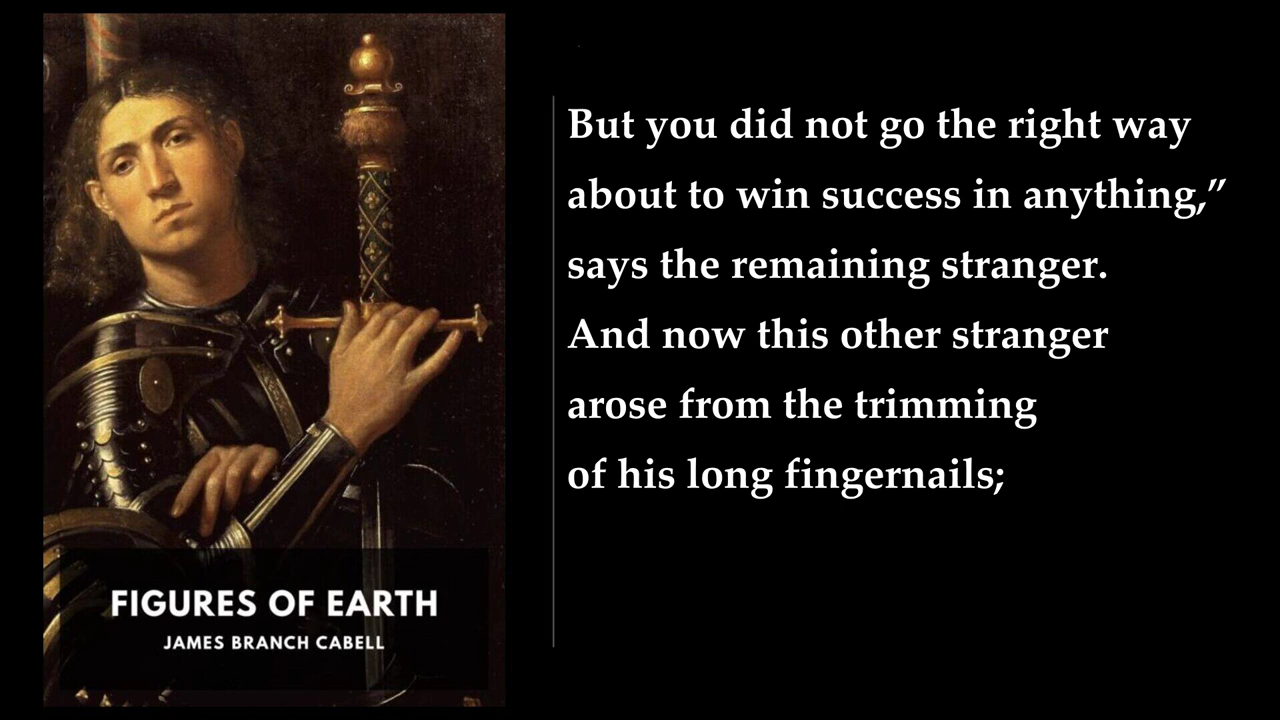 But you did not go the right way
about to win success in anything,”
says the remaining stranger.
And now this other stranger
arose from the trimming
of his long fingernails;
FIGURES OF EARTH
JAMES BRANCH CABELL